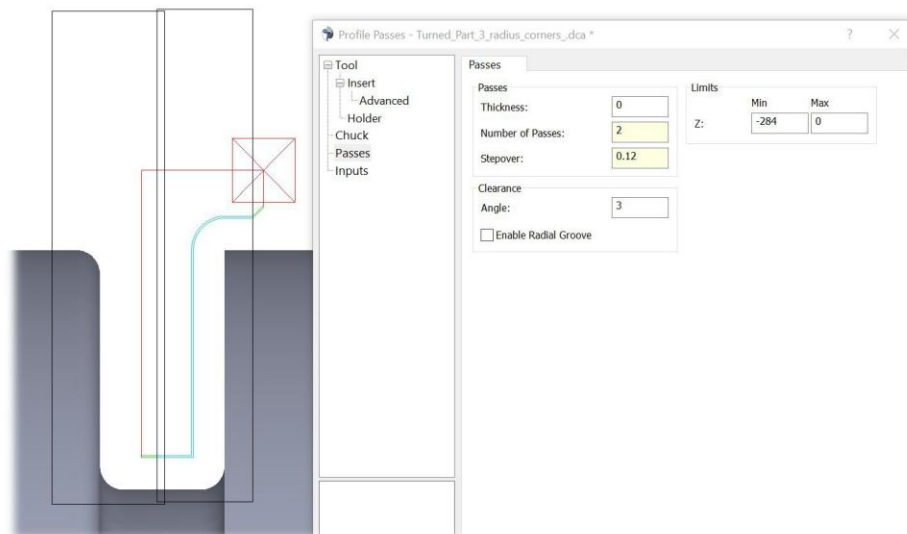 Profile Passes - Turned_Part_3_radius_corners_.dca *
?
Tool
Insert
Advanced
Holder
Chuck
Passes
Inputs
Passes
Passes
Thickness: 0
Number of Passes: 2
Stepover: 0.12
Clearance
Angle: 3
Enable Radial Groove
Limits
Min Max
Z: -284 0